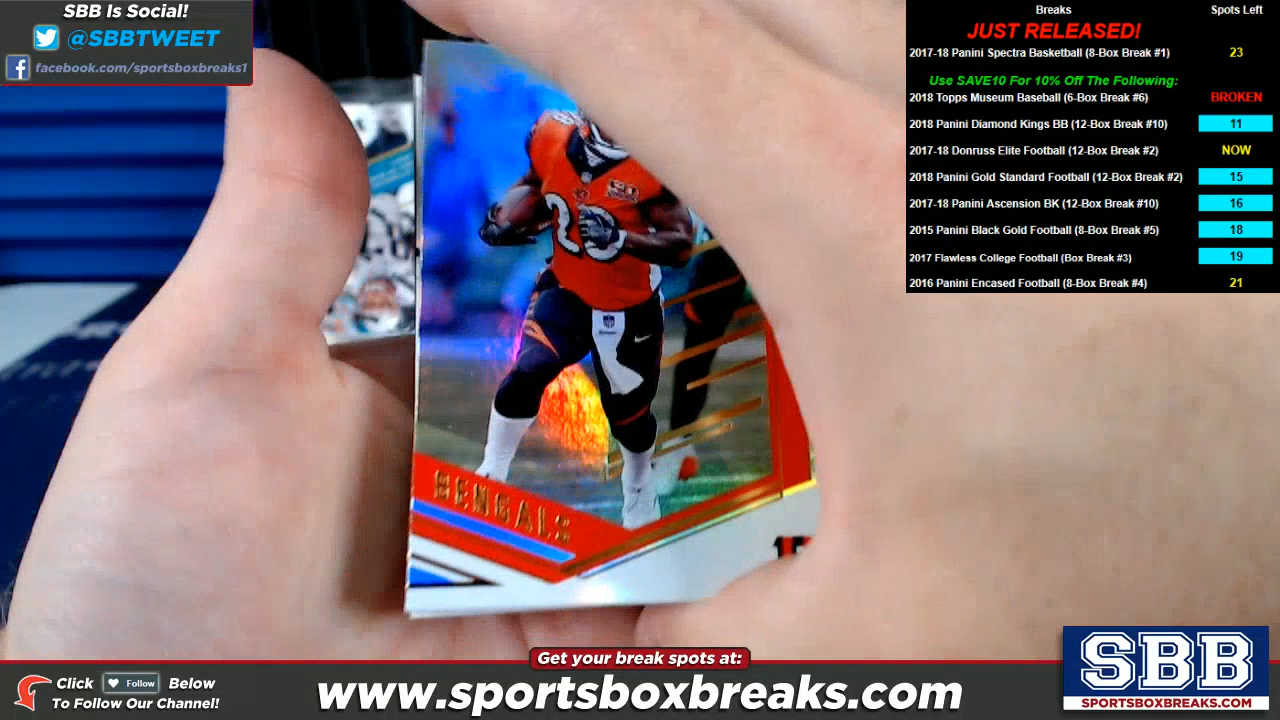 SBB Is Social!
@SBBTWEET
facebook.com/sportsboxbreaks1
Breaks Spots Left
JUST RELEASED!
2017-18 Panini Spectra Basketball (8-Box Break #1) 23
Use SAVE10 For 10% Off The Following:
2018 Topps Museum Baseball (6-Box Break #6) BROKEN
2018 Panini Diamond Kings BB (12-Box Break #10) 11
2017-18 Donruss Elite Football (12-Box Break #2) NOW
2018 Panini Gold Standard Football (12-Box Break #2) 15
2017-18 Panini Ascension BK (12-Box Break #10) 16
2015 Panini Black Gold Football (8-Box Break #5) 18
2017 Flawless College Football (Box Break #3) 19
2016 Panini Encased Football (8-Box Break #4) 21
BENGALS
Get your break spots at:
Click Follow Below
To Follow Our Channel!
www.sportsboxbreaks.com
SBB
SPORTSBOXBREAKS.COM